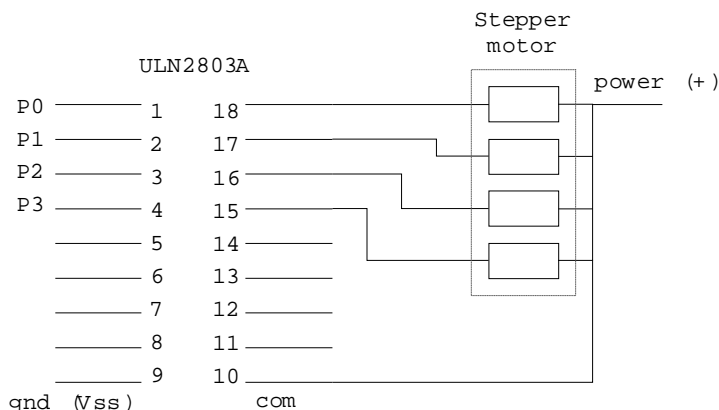 Stepper
motor
ULN2803A
power (+)
P0 1 18
P1 2 17
P2 3 16
P3 4 15
5 14
6 13
7 12
8 11
9 10
gnd (Vss) com